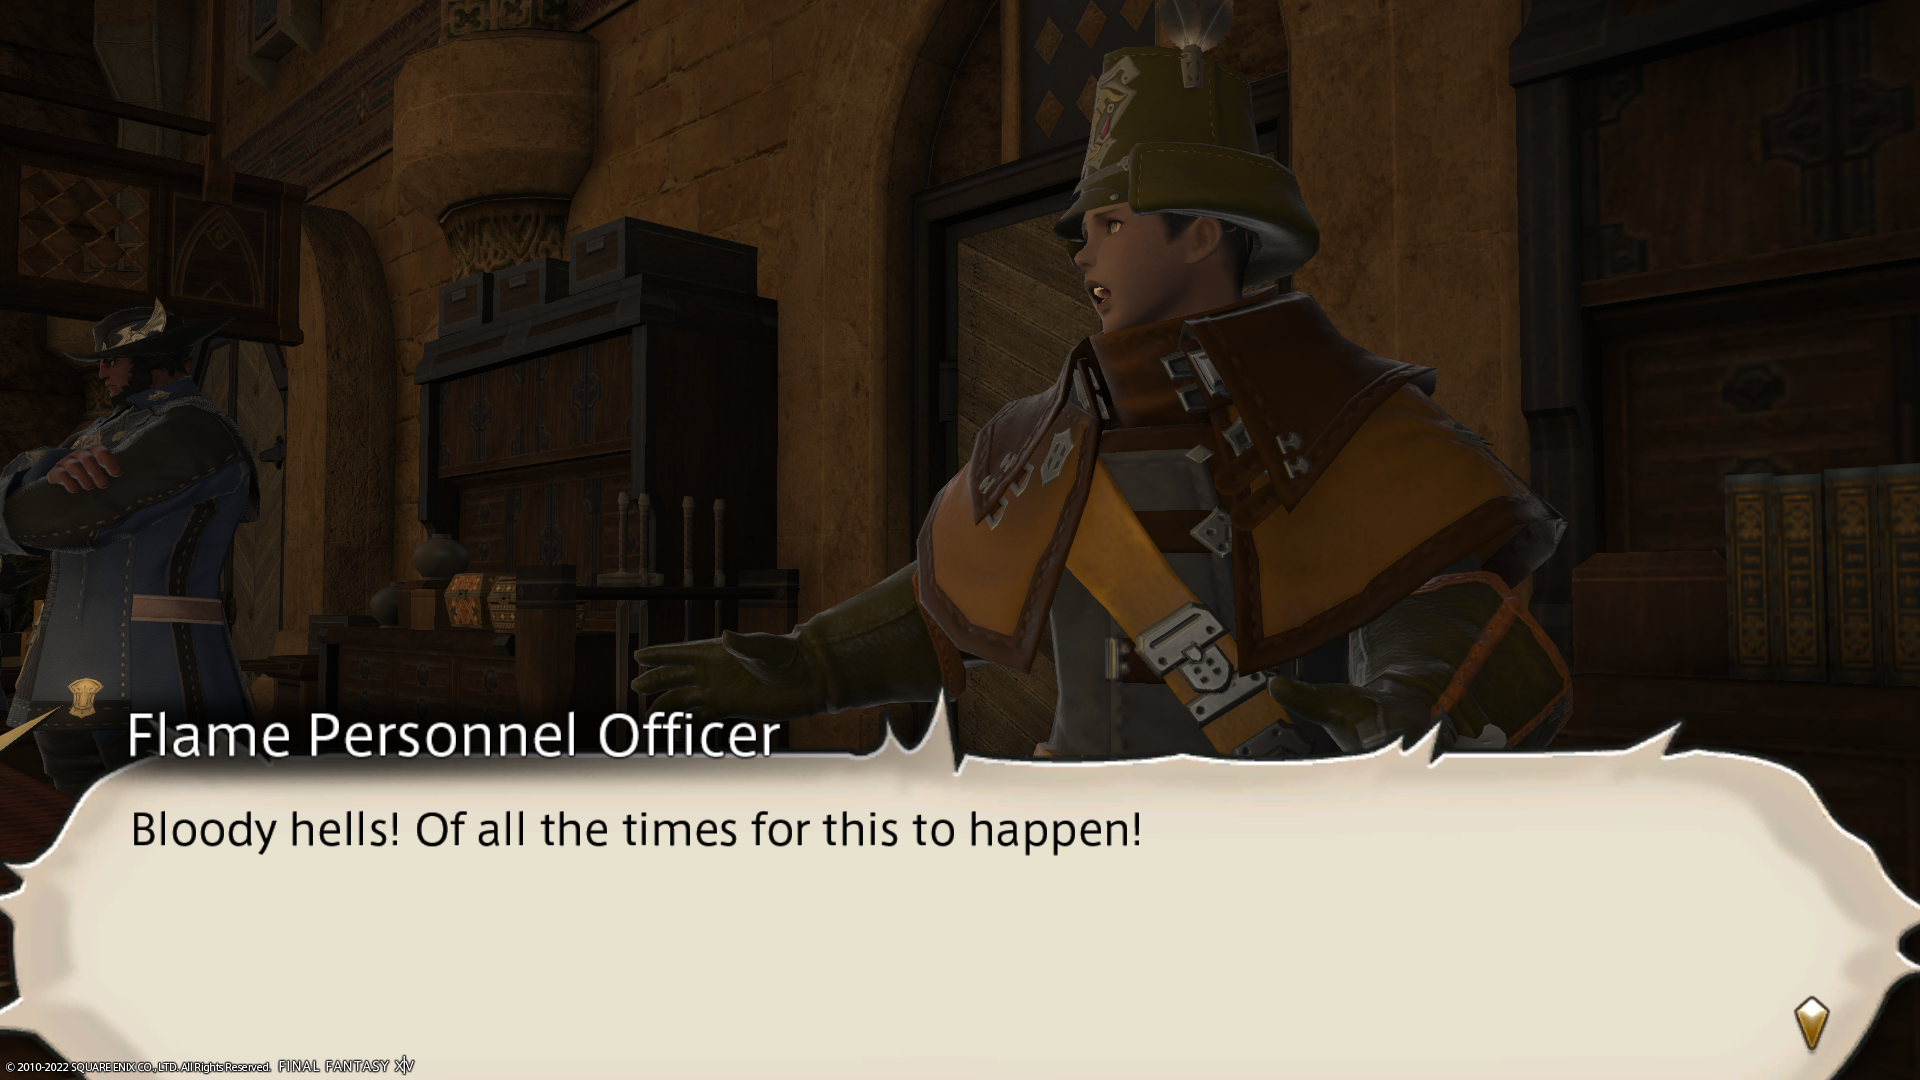 Flame Personnel Officer
Bloody hells! Of all the times for this to happen!
© 2010-2022 SQUARE ENIX CO., LTD. All Rights Reserved. FINAL FANTASY XIV